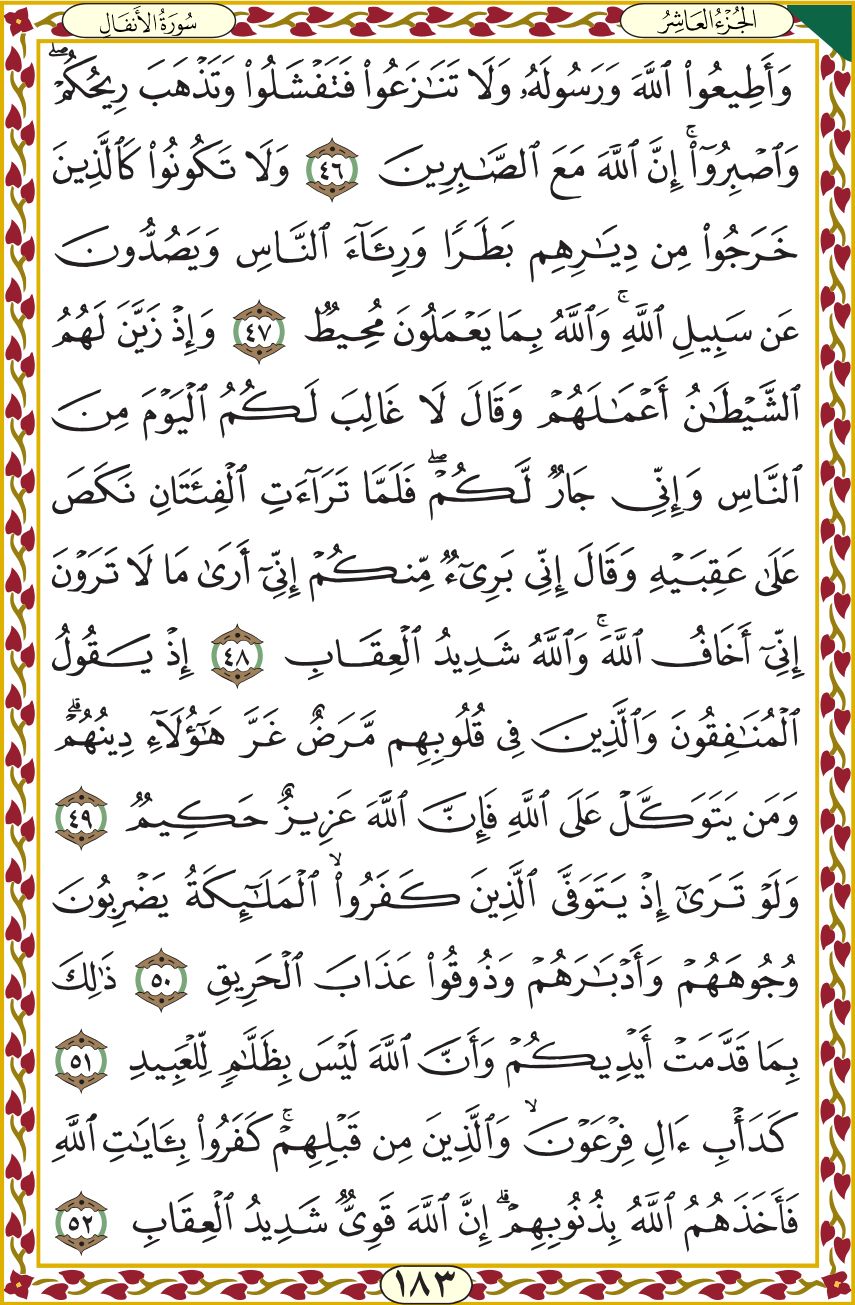 الجُزْءُ العَاشِرُ
سُورَةُ الأَنفَالِ
وَأَطِيعُواْ ٱللَّهَ وَرَسُولَهُۥ وَلَا تَنَٰزَعُواْ فَتَفۡشَلُواْ وَتَذۡهَبَ رِيحُكُمۡۖ
وَٱصۡبِرُوٓاْۚ إِنَّ ٱللَّهَ مَعَ ٱلصَّٰبِرِينَ ٤٦ وَلَا تَكُونُواْ كَٱلَّذِينَ
خَرَجُواْ مِن دِيَٰرِهِم بَطَرٗا وَرِئَآءَ ٱلنَّاسِ وَيَصُدُّونَ
عَن سَبِيلِ ٱللَّهِۚ وَٱللَّهُ بِمَا يَعۡمَلُونَ مُحِيطٞ ٤٧ وَإِذۡ زَيَّنَ لَهُمُ
ٱلشَّيۡطَٰنُ أَعۡمَٰلَهُمۡ وَقَالَ لَا غَالِبَ لَكُمُ ٱلۡيَوۡمَ مِنَ
ٱلنَّاسِ وَإِنِّي جَارٞ لَّكُمۡۖ فَلَمَّا تَرَآءَتِ ٱلۡفِئَتَانِ نَكَصَ
عَلَىٰ عَقِبَيۡهِ وَقَالَ إِنِّي بَرِيٓءٞ مِّنكُمۡ إِنِّيٓ أَرَىٰ مَا لَا تَرَوۡنَ
إِنِّيٓ أَخَافُ ٱللَّهَۚ وَٱللَّهُ شَدِيدُ ٱلۡعِقَابِ ٤٨ إِذۡ يَقُولُ
ٱلۡمُنَٰفِقُونَ وَٱلَّذِينَ فِي قُلُوبِهِم مَّرَضٌ غَرَّ هَٰٓؤُلَآءِ دِينُهُمۡۗ
وَمَن يَتَوَكَّلۡ عَلَى ٱللَّهِ فَإِنَّ ٱللَّهَ عَزِيزٌ حَكِيمٞ ٤٩
وَلَوۡ تَرَىٰٓ إِذۡ يَتَوَفَّى ٱلَّذِينَ كَفَرُواْۙ ٱلۡمَلَٰٓئِكَةُ يَضۡرِبُونَ
وُجُوهَهُمۡ وَأَدۡبَٰرَهُمۡ وَذُوقُواْ عَذَابَ ٱلۡحَرِيقِ ٥٠ ذَٰلِكَ
بِمَا قَدَّمَتۡ أَيۡدِيكُمۡ وَأَنَّ ٱللَّهَ لَيۡسَ بِظَلَّٰمٖ لِّلۡعَبِيدِ ٥١
كَدَأۡبِ ءَالِ فِرۡعَوۡنَۙ وَٱلَّذِينَ مِن قَبۡلِهِمۡۚ كَفَرُواْ بِـَٔايَٰتِ ٱللَّهِ
فَأَخَذَهُمُ ٱللَّهُ بِذُنُوبِهِمۡۗ إِنَّ ٱللَّهَ قَوِيّٞ شَدِيدُ ٱلۡعِقَابِ ٥٢
١٨٣